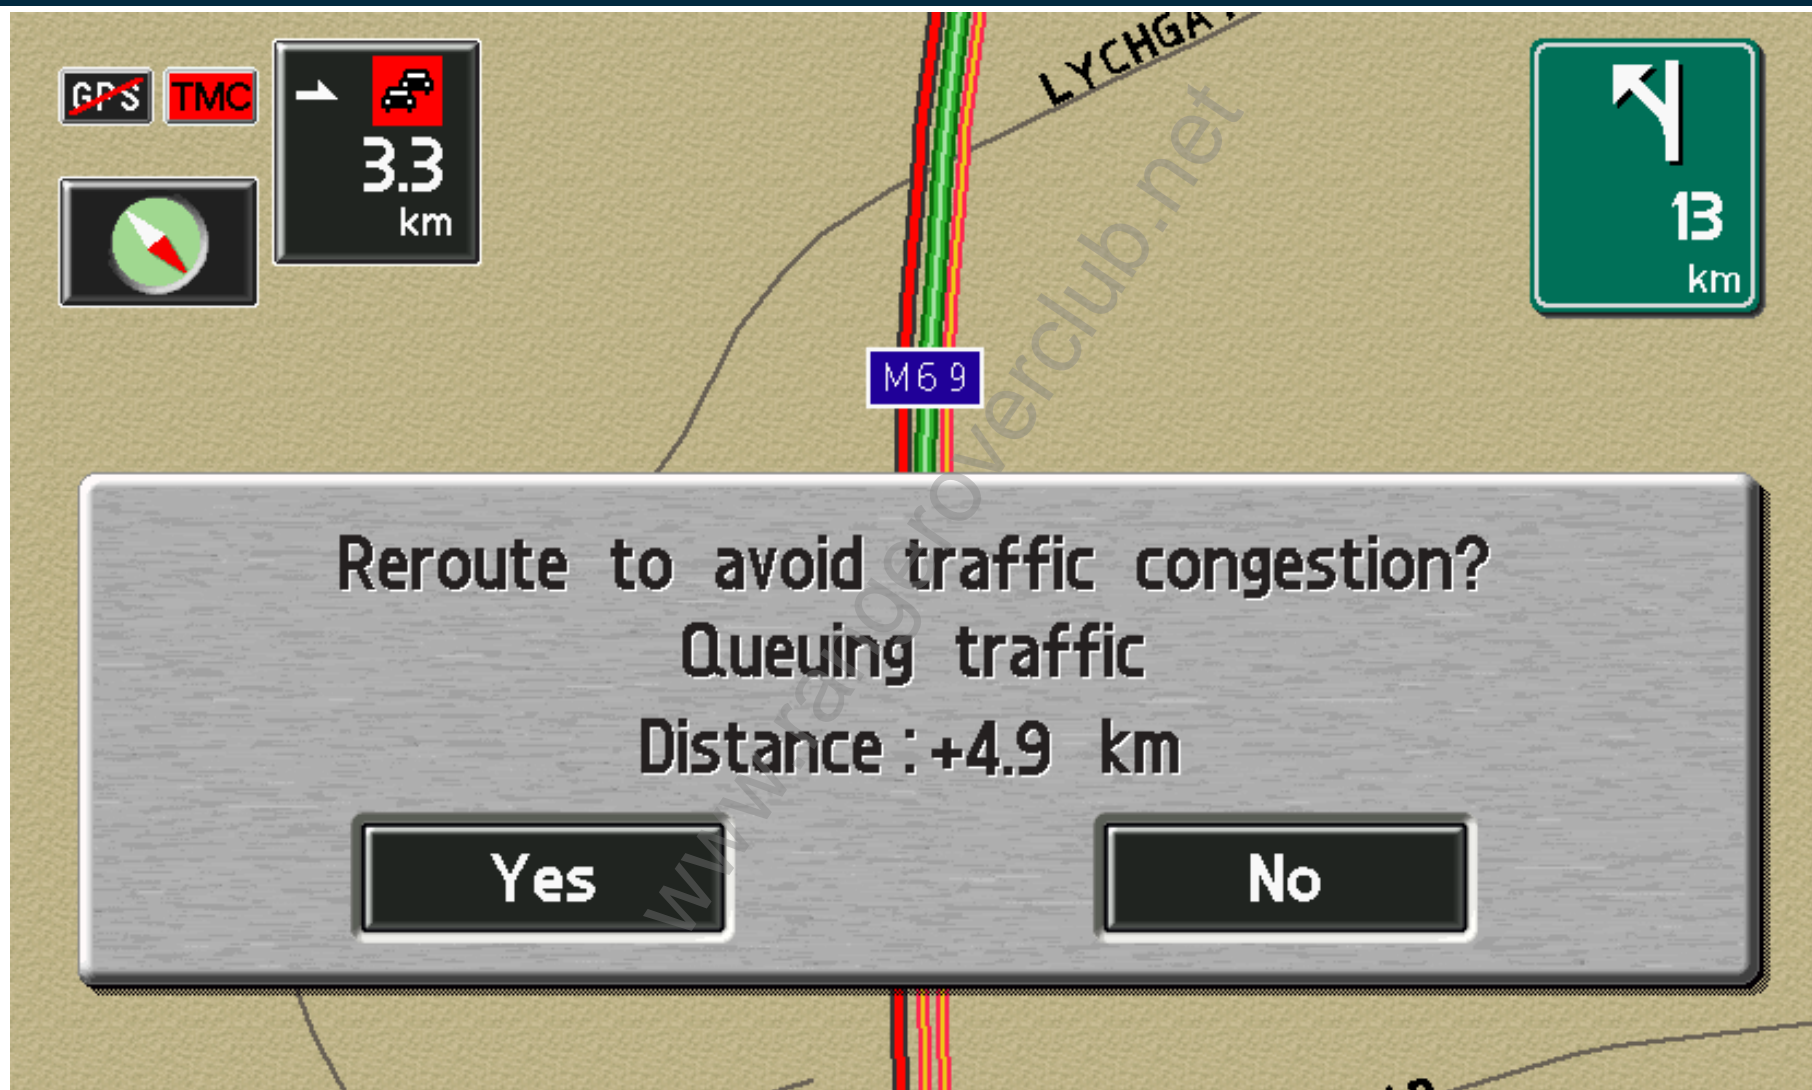 GPS TMC
3.3
km
13
km
M69
Reroute to avoid traffic congestion?
Queuing traffic
Distance:+4.9 km
Yes No
www.rangeroverclub.net